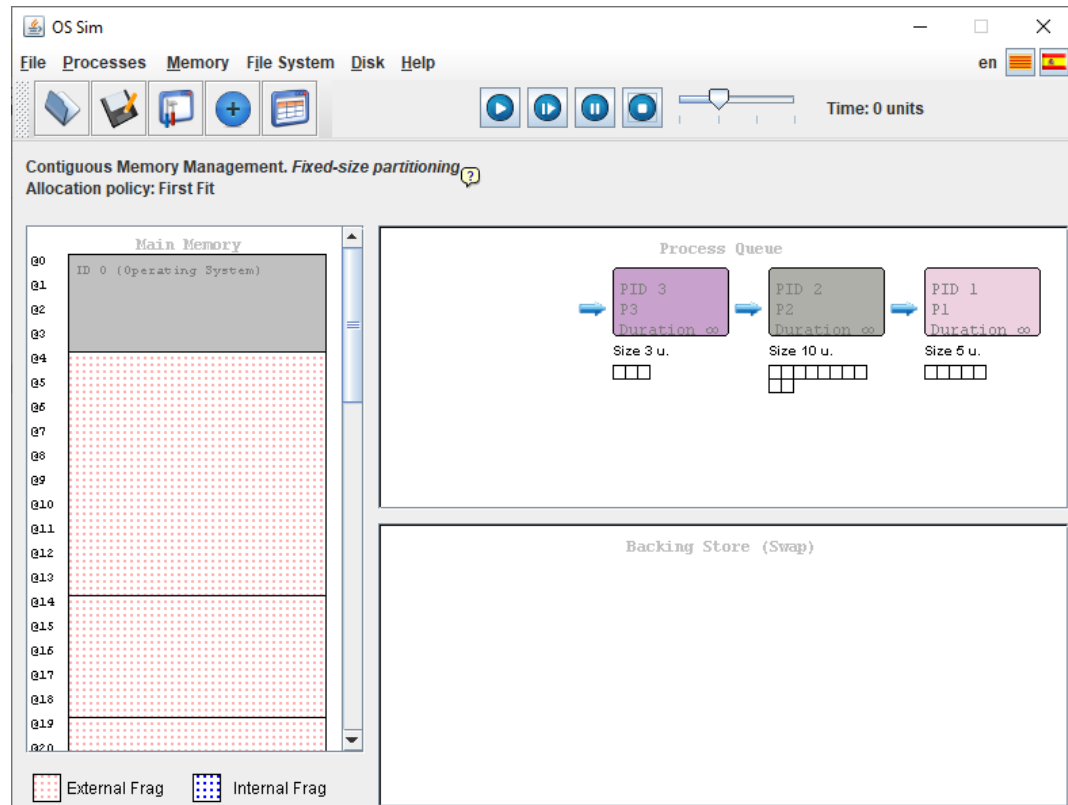 OS Sim
File Processes Memory File System Disk Help
en
Time: 0 units
Contiguous Memory Management. Fixed-size partitioning
?
Allocation policy: First Fit
Main Memory
@0
ID 0 (Operating System)
@1
@2
@3
@4
@5
@6
@7
@8
@9
@10
@11
@12
@13
@14
@15
@16
@17
@18
@19
@20
External Frag
Internal Frag
Process Queue
PID 3
P3
Duration ∞
Size 3 u.
PID 2
P2
Duration ∞
Size 10 u.
PID 1
P1
Duration ∞
Size 5 u.
Backing Store (Swap)